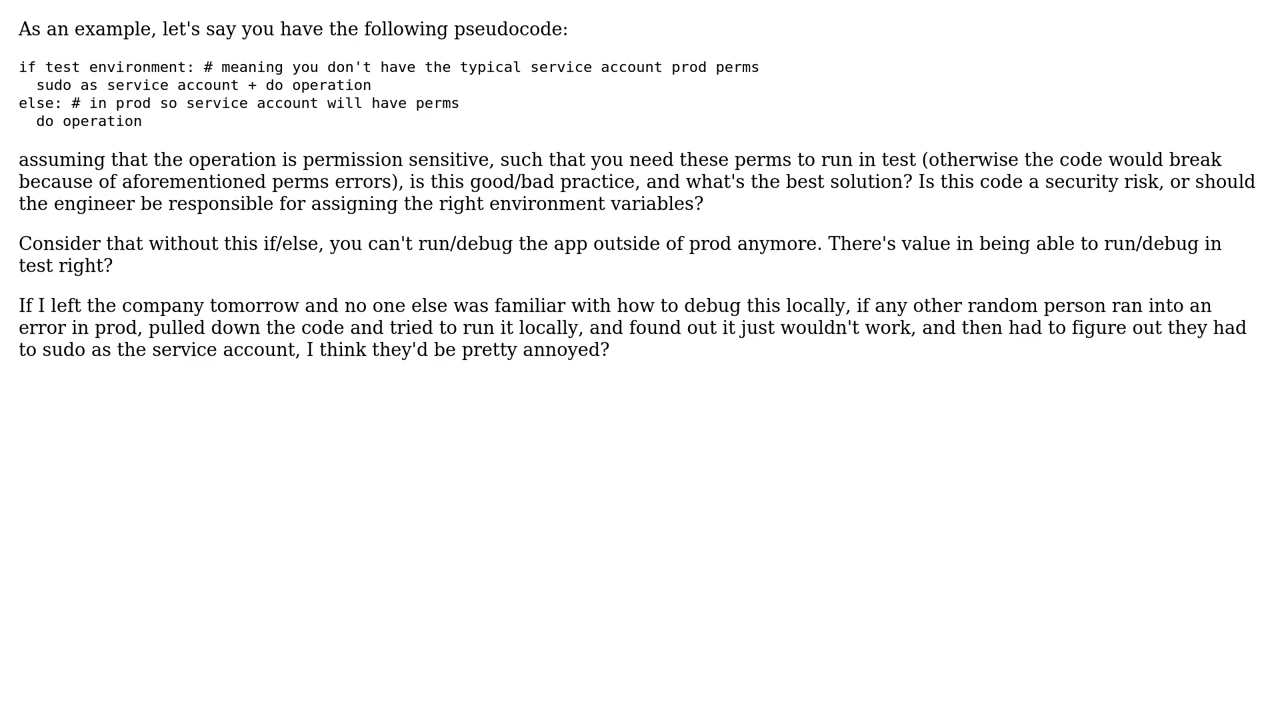 As an example, let's say you have the following pseudocode:
if test environment: # meaning you don't have the typical service account prod perms
  sudo as service account + do operation
else: # in prod so service account will have perms
  do operation
assuming that the operation is permission sensitive, such that you need these perms to run in test (otherwise the code would break
because of aforementioned perms errors), is this good/bad practice, and what's the best solution? Is this code a security risk, or should
the engineer be responsible for assigning the right environment variables?
Consider that without this if/else, you can't run/debug the app outside of prod anymore. There's value in being able to run/debug in
test right?
If I left the company tomorrow and no one else was familiar with how to debug this locally, if any other random person ran into an
error in prod, pulled down the code and tried to run it locally, and found out it just wouldn't work, and then had to figure out they had
to sudo as the service account, I think they'd be pretty annoyed?